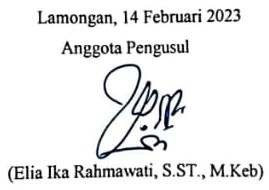 Lamongan, 14 Februari 2023
Anggota Pengusul
(Elia Ika Rahmawati, S.ST., M.Keb)